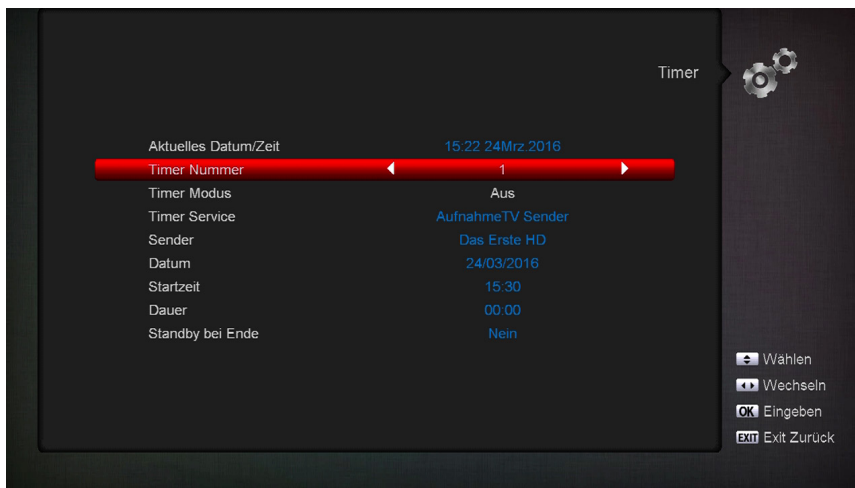 Timer
Aktuelles Datum/Zeit 15:22 24Mrz.2016
Timer Nummer 1
Timer Modus Aus
Timer Service AufnahmeTV Sender
Sender Das Erste HD
Datum 24/03/2016
Startzeit 15:30
Dauer 00:00
Standby bei Ende Nein
Wählen
Wechseln
OK Eingeben
EXIT Exit Zurück